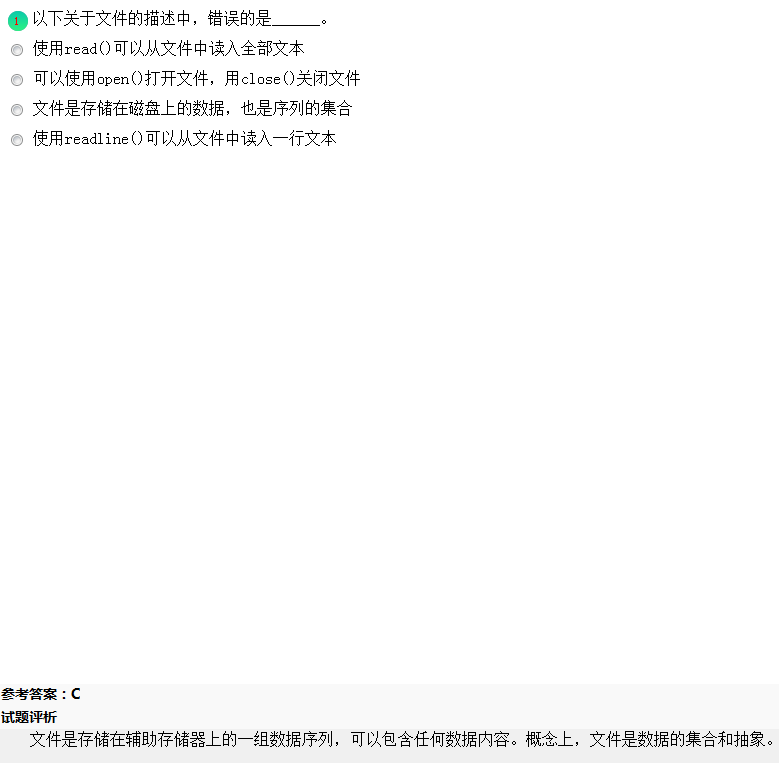 1 以下关于文件的描述中，错误的是______。
使用read()可以从文件中读入全部文本
可以使用open()打开文件，用close()关闭文件
文件是存储在磁盘上的数据，也是序列的集合
使用readline()可以从文件中读入一行文本
参考答案：C
试题评析
文件是存储在辅助存储器上的一组数据序列，可以包含任何数据内容。概念上，文件是数据的集合和抽象。